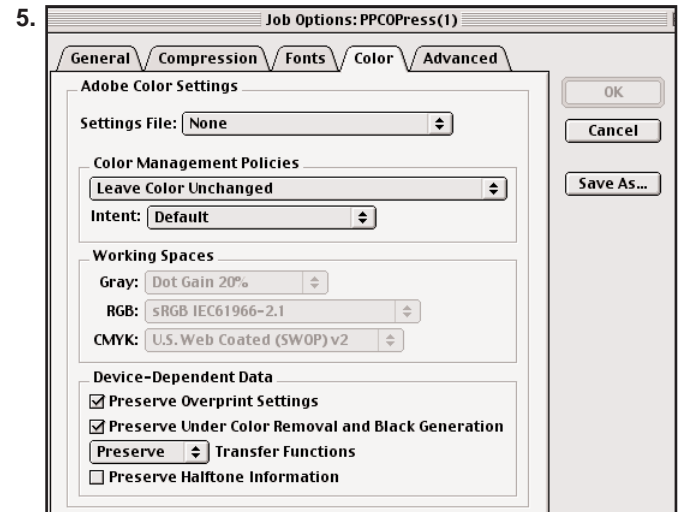 5.
Job Options: PPCOPress(1)
General Compression Fonts Color Advanced
Adobe Color Settings
OK
Settings File: None
Cancel
Color Management Policies
Leave Color Unchanged
Save As...
Intent: Default
Working Spaces
Gray: Dot Gain 20%
RGB: sRGB IEC61966-2.1
CMYK: U.S. Web Coated (SWOP) v2
Device-Dependent Data
Preserve Overprint Settings
Preserve Under Color Removal and Black Generation
Preserve Transfer Functions
Preserve Halftone Information